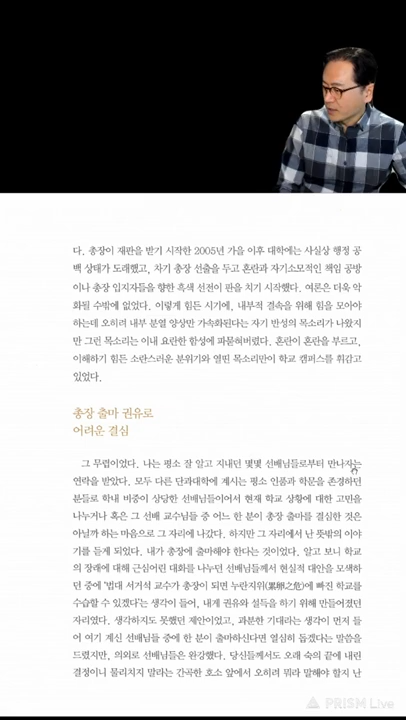 다. 총장이 재판을 받기 시작한 2005년 가을 이후 대학에는 사실상 행정 공
백 상태가 도래했고, 차기 총장 선출을 두고 혼란과 자기소모적인 책임 공방
이나 총장 입지자들을 향한 흑색 선전이 판을 치기 시작했다. 여론은 더욱 악
화될 수밖에 없었다. 이렇게 힘든 시기에, 내부적 결속을 위해 힘을 모아야
하는데 오히려 내부 분열 양상만 가속화된다는 자기 반성의 목소리가 나왔지
만 그런 목소리는 이내 요란한 함성에 파묻혀버렸다. 혼란이 혼란을 부르고,
이해하기 힘든 소란스러운 분위기와 열띤 목소리만이 학교 캠퍼스를 휘감고
있었다.
총장 출마 권유로
어려운 결심
그 무렵이었다. 나는 평소 잘 알고 지내던 몇몇 선배님들로부터 만나자는
연락을 받았다. 모두 다른 단과대학에 계시는 평소 인품과 학문을 존경하던
분들로 학내 비중이 상당한 선배님들이어서 현재 학교 상황에 대한 고민을
나누거나 혹은 그 선배 교수님들 중 어느 한 분이 총장 출마를 결심한 것은
아닐까 하는 마음으로 그 자리에 나갔다. 하지만 그 자리에서 난 뜻밖의 이야
기를 듣게 되었다. 내가 총장에 출마해야 한다는 것이었다. 알고 보니 학교
의 장래에 대해 근심어린 대화를 나누던 선배님들께서 현실적 대안을 모색하
던 중에 '법대 서거석 교수가 총장이 되면 누란지위(累卵之危)에 빠진 학교를
수습할 수 있겠다'는 생각이 들어, 내게 권유와 설득을 하기 위해 만들어졌던
자리였다. 생각하지도 못했던 제안이었고, 과분한 기대라는 생각이 먼저 들
어 여기 계신 선배님들 중에 한 분이 출마하신다면 열심히 돕겠다는 말씀을
드렸지만, 의외로 선배님들은 완강했다. 당신들께서도 오래 숙의 끝에 내린
결정이니 물리치지 말라는 간곡한 호소 앞에서 오히려 뭐라 말해야 할지 난
PRISM Live